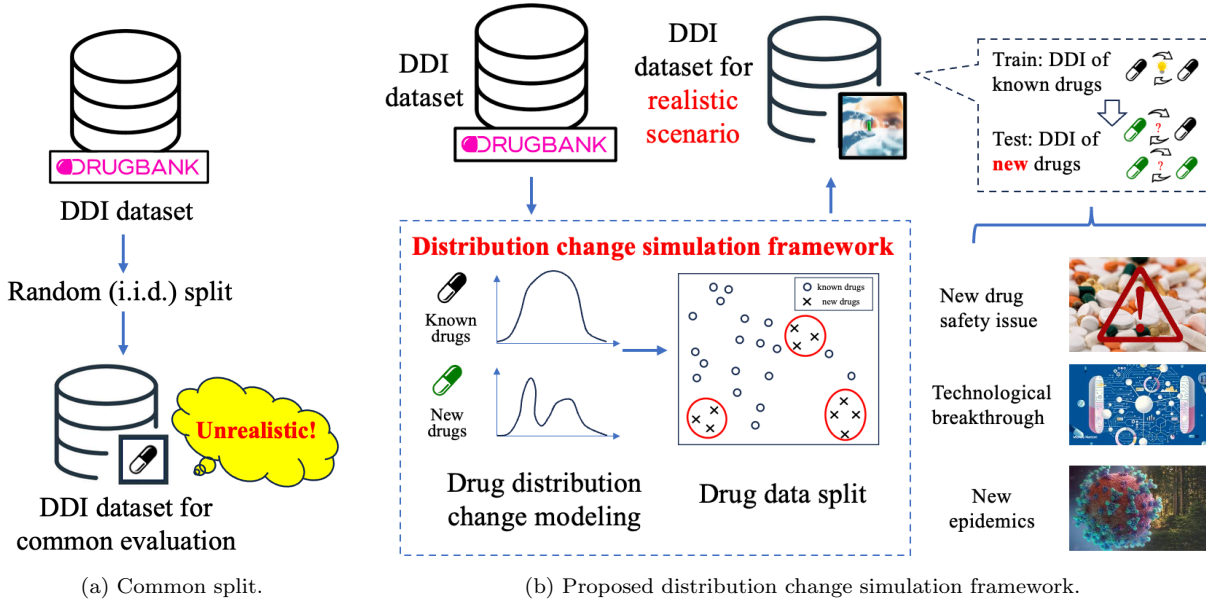 DRUGBANK
DDI dataset
Random (i.i.d.) split
Unrealistic!
DDI dataset for
common evaluation
(a) Common split.
DDI
dataset
DRUGBANK
DDI
dataset for
realistic
scenario
Train: DDI of
known drugs
Test: DDI of
new drugs
?
?
Distribution change simulation framework
Known
drugs
New
drugs
known drugs
new drugs
Drug distribution
change modeling
Drug data split
New drug
safety issue
Technological
breakthrough
New
epidemics
(b) Proposed distribution change simulation framework.